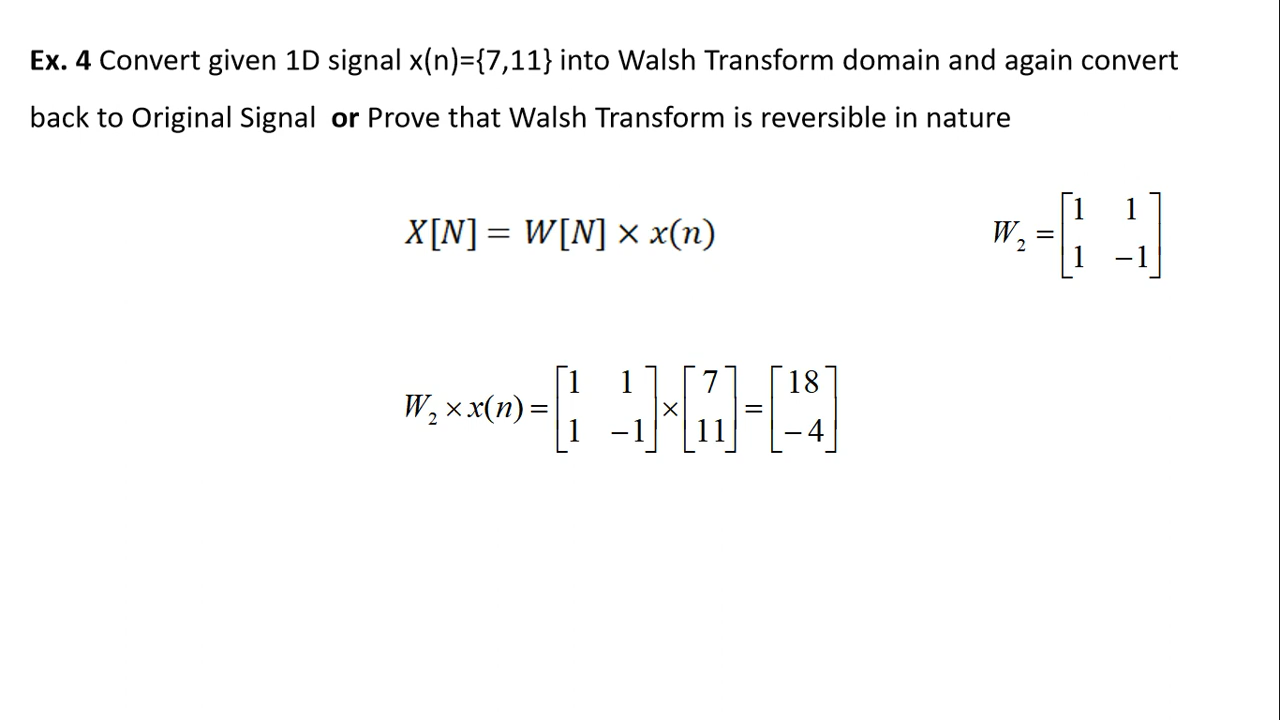 Ex. 4 Convert given 1D signal x(n)={7,11} into Walsh Transform domain and again convert
back to Original Signal or Prove that Walsh Transform is reversible in nature
X[N] = W[N] × x(n)
W₂ = [1 1
1 −1]
W₂ × x(n) = [1 1
1 −1] × [7
11] = [18
−4]